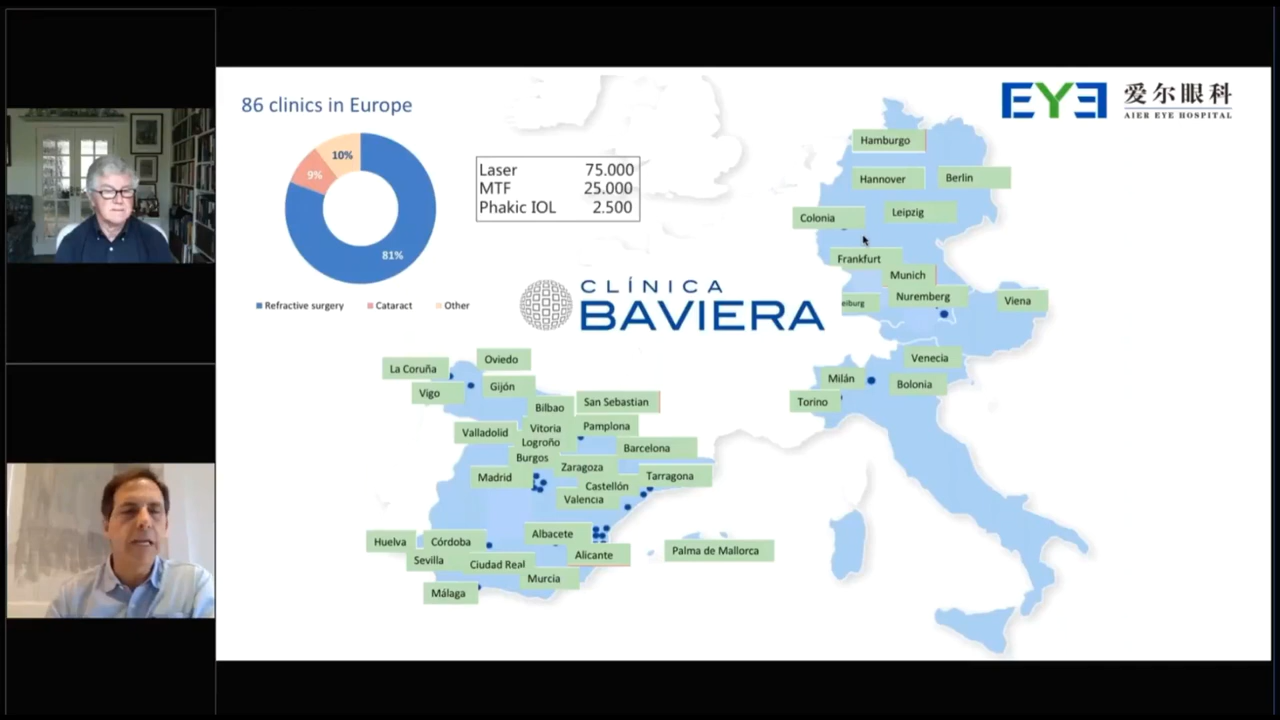 86 clinics in Europe
EYE 爱尔眼科
AIER EYE HOSPITAL
10%
9%
81%
Refractive surgery Cataract Other
Laser 75.000
MTF 25.000
Phakic IOL 2.500
CLÍNICA
BAVIERA
Hamburgo
Hannover
Berlin
Colonia
Leipzig
Frankfurt
Munich
eiburg
Nuremberg
Viena
Venecia
Milán
Bolonia
Torino
La Coruña
Oviedo
Vigo
Gijón
Bilbao
San Sebastian
Valladolid
Vitoria
Pamplona
Logroño
Barcelona
Burgos
Zaragoza
Madrid
Tarragona
Castellón
Valencia
Albacete
Huelva
Córdoba
Alicante
Palma de Mallorca
Sevilla
Ciudad Real
Murcia
Málaga